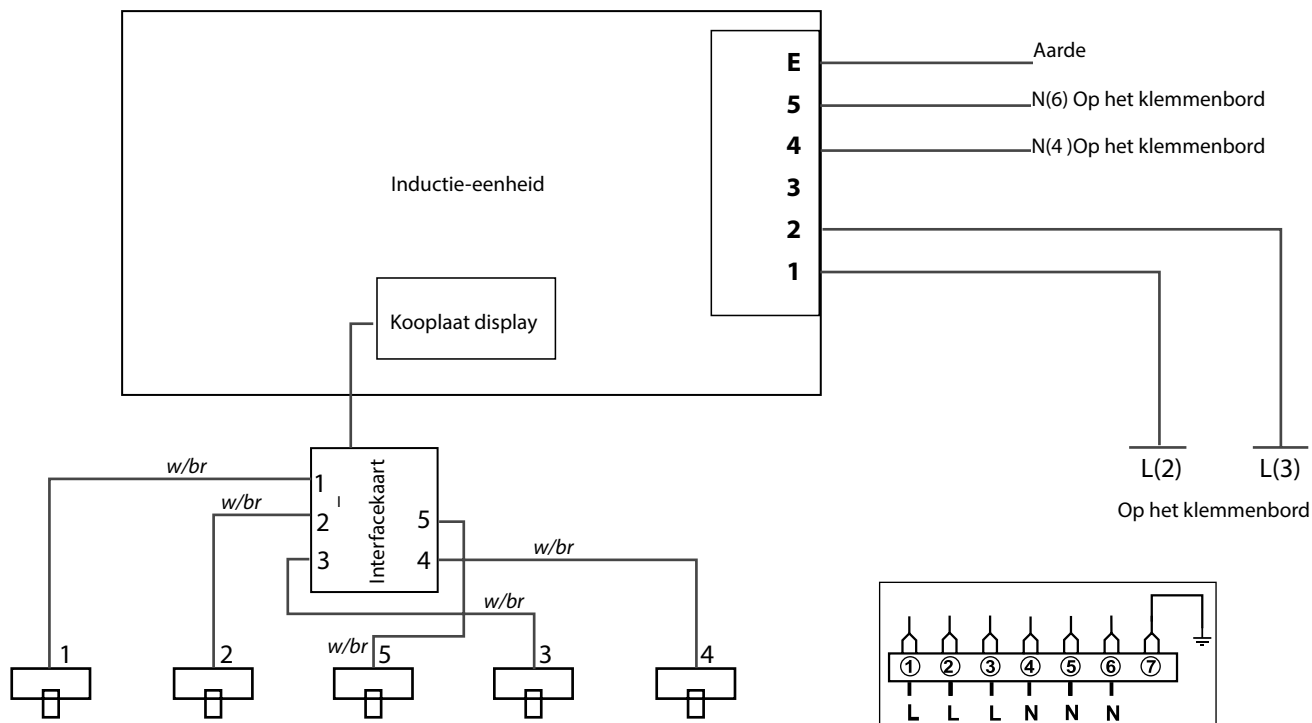 E
Aarde
5
N(6) Op het klemmenbord
4
N(4 )Op het klemmenbord
3
Inductie-eenheid
2
1
Kooplaat display
L(2)
L(3)
Op het klemmenbord
w/br
w/br
1
2
3
Interfacekaart
5
4
w/br
w/br
w/br
1
2
5
3
4
1 2 3 4 5 6 7
L L L N N N